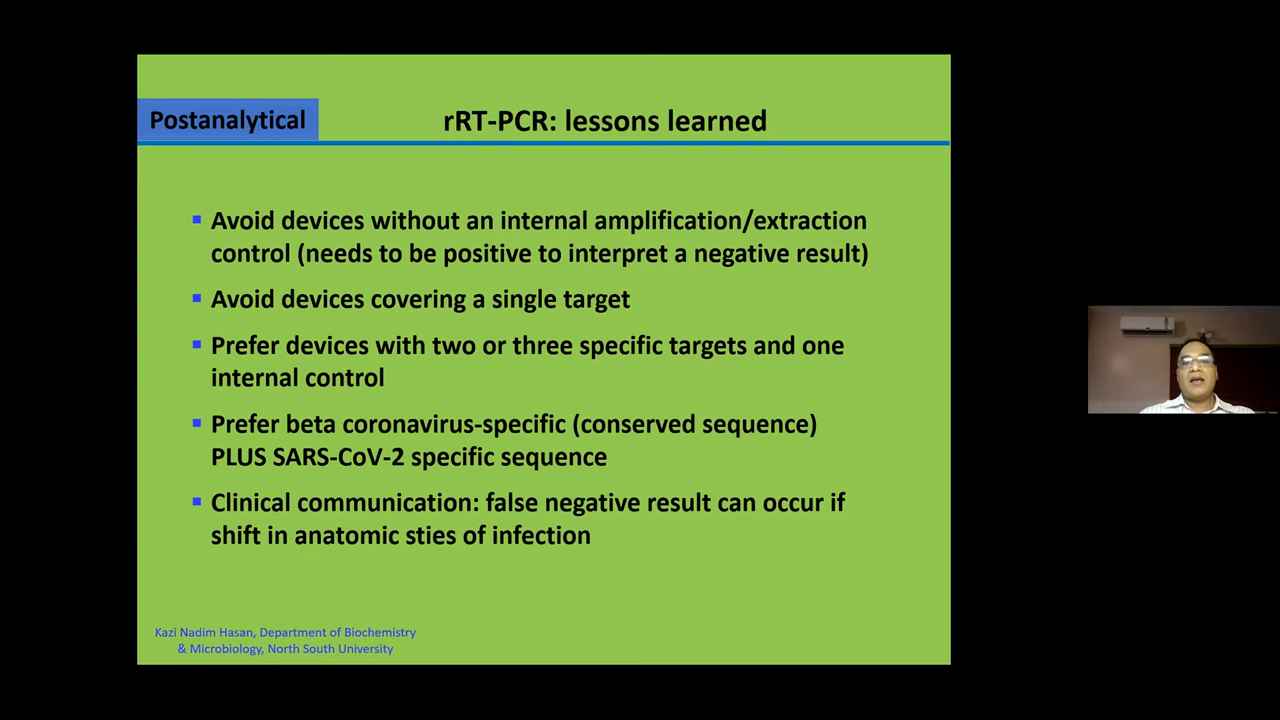 Postanalytical
rRT-PCR: lessons learned
▪ Avoid devices without an internal amplification/extraction
control (needs to be positive to interpret a negative result)
▪ Avoid devices covering a single target
▪ Prefer devices with two or three specific targets and one
internal control
▪ Prefer beta coronavirus-specific (conserved sequence)
PLUS SARS-CoV-2 specific sequence
▪ Clinical communication: false negative result can occur if
shift in anatomic sties of infection
Kazi Nadim Hasan, Department of Biochemistry
& Microbiology, North South University